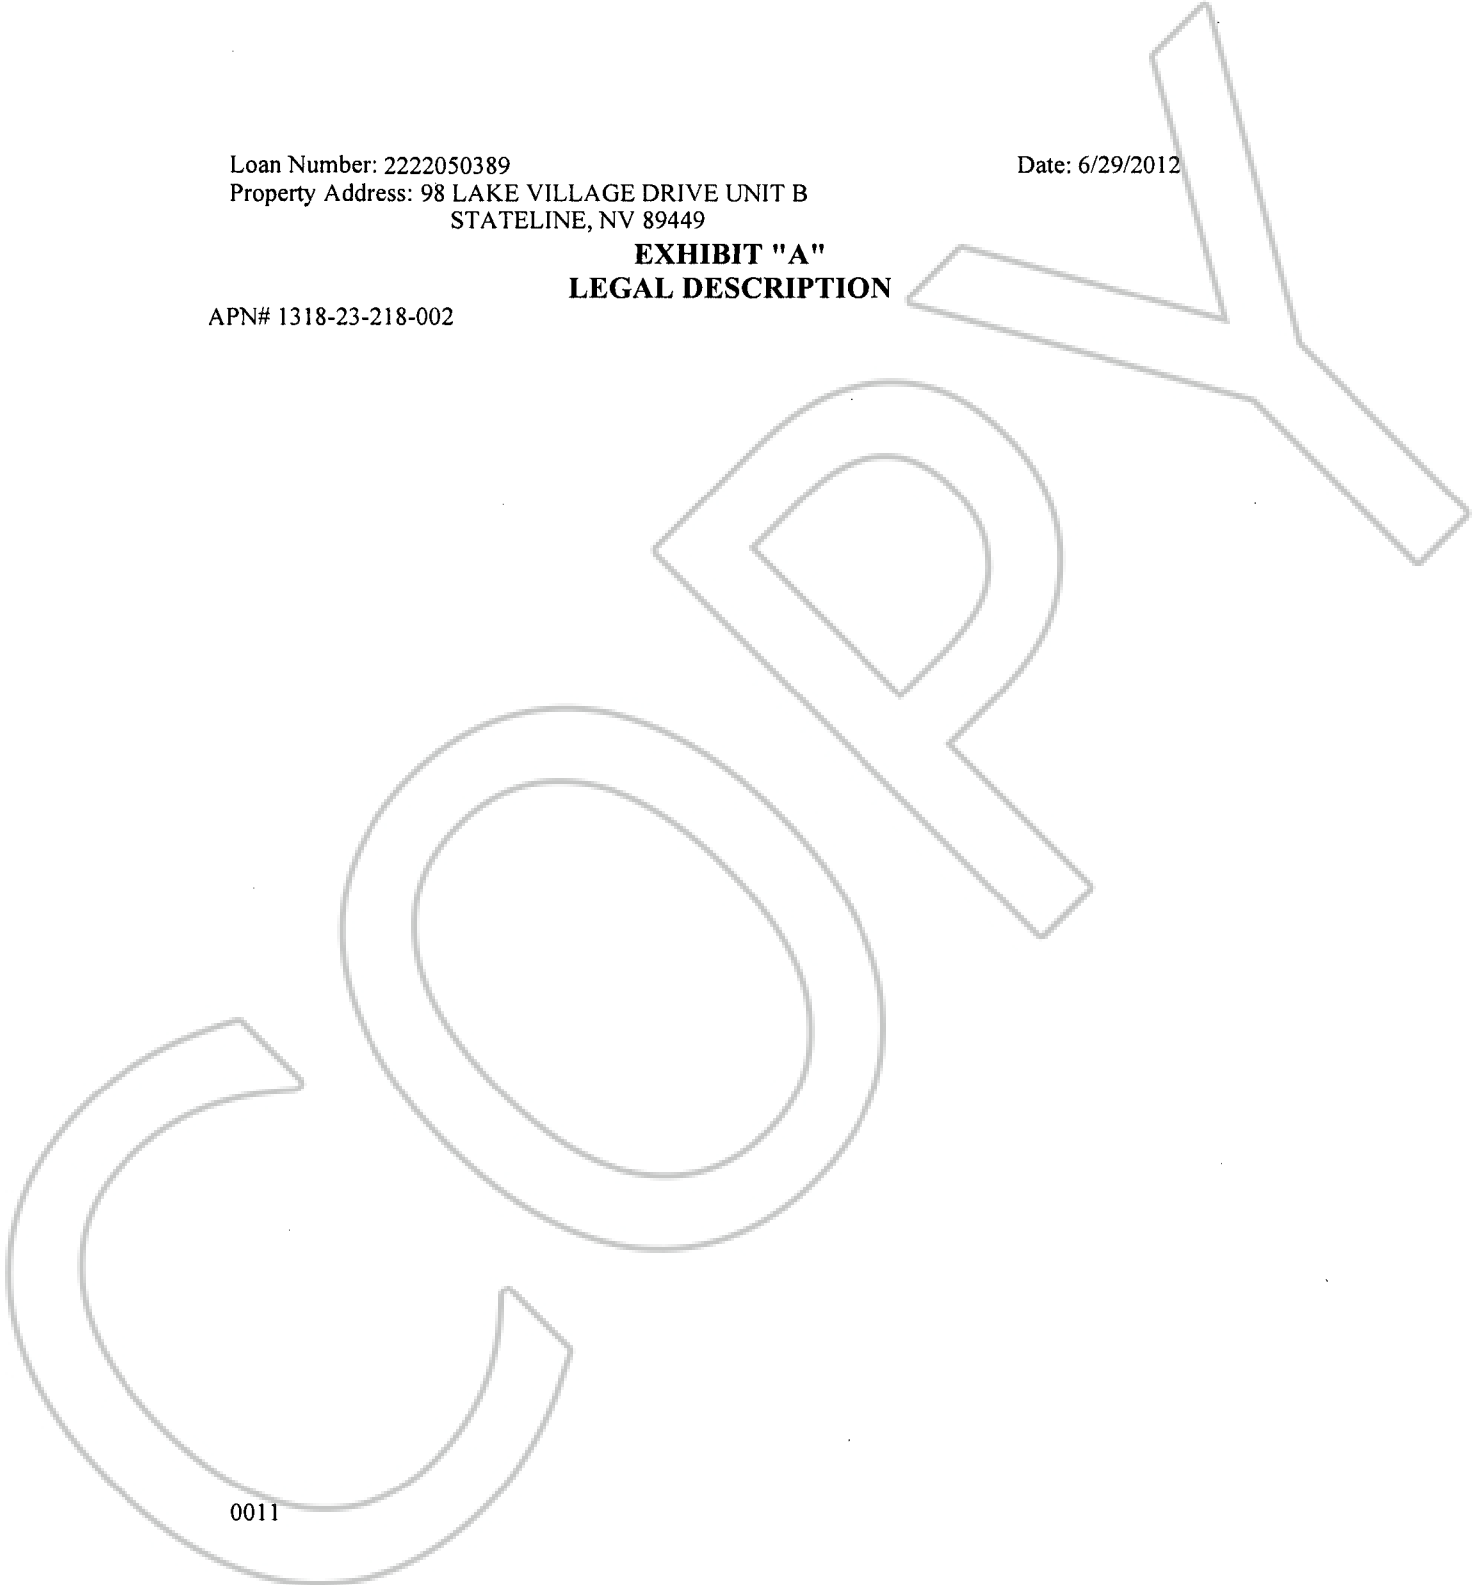 Loan Number: 2222050389 Date: 6/29/2012
Property Address: 98 LAKE VILLAGE DRIVE UNIT B
STATELINE, NV 89449
EXHIBIT "A"
LEGAL DESCRIPTION
APN# 1318-23-218-002
COPY
0011